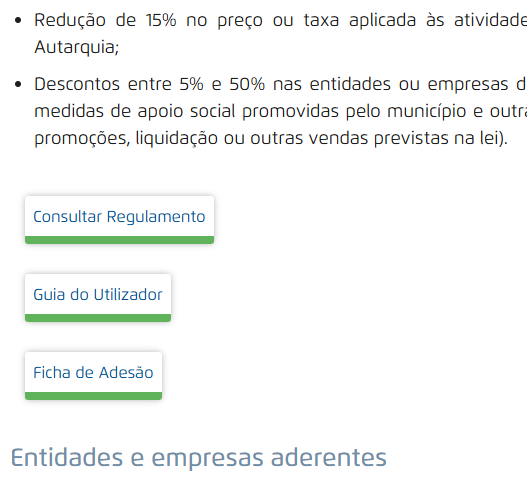 Redução de 15% no preço ou taxa aplicada às
Autarquia;
Descontos entre 5% e 50% nas entidades ou empresas
medidas de apoio social promovidas pelo município e
promoções, liquidação ou outras vendas previstas na lei).
Consultar Regulamento
Guia do Utilizador
Ficha de Adesão
Entidades e empresas aderentes